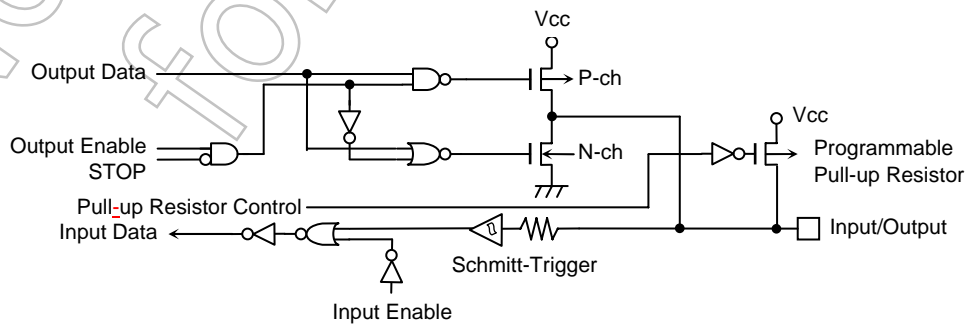 Vcc
Output Data
P-ch
Vcc
Output Enable
STOP
N-ch
Programmable
Pull-up Resistor
Pull-up Resistor Control
Input Data
Input/Output
Schmitt-Trigger
Input Enable